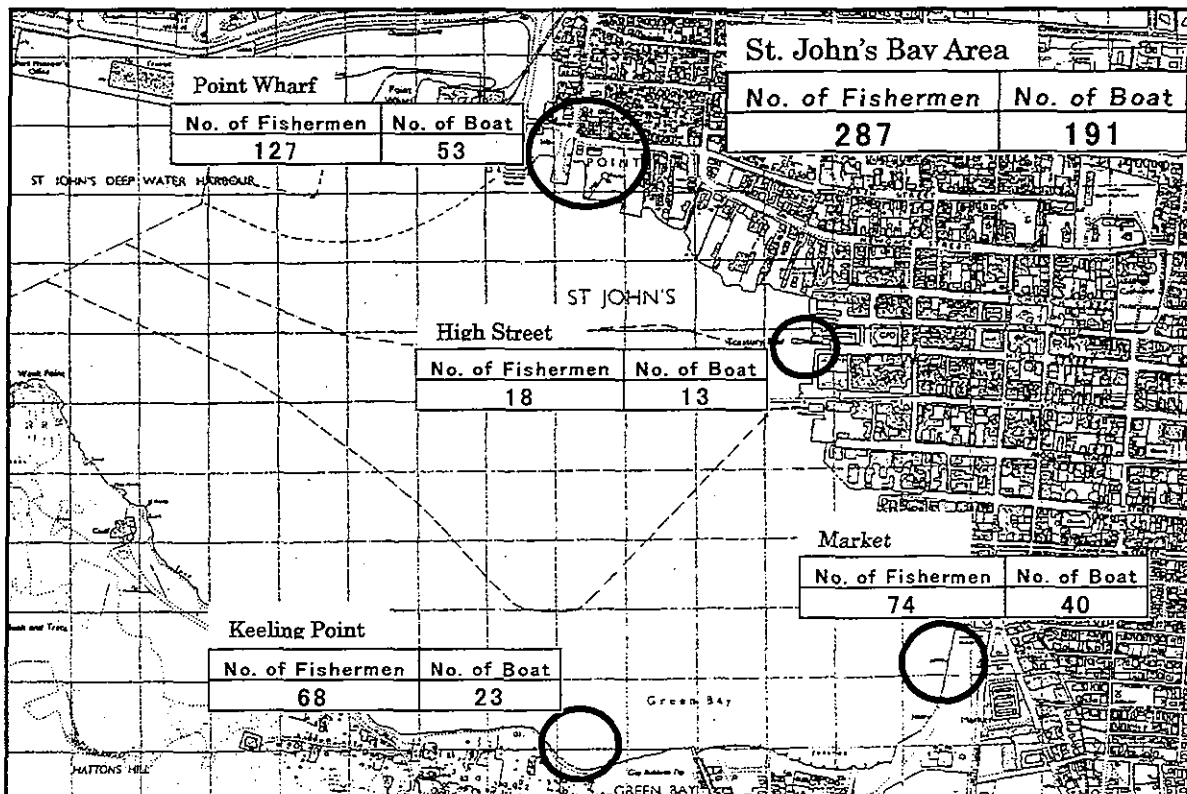 St. John's Bay Area
No. of Fishermen No. of Boat
287 191
Point Wharf
No. of Fishermen No. of Boat
127 53
POINT
ST JOHN'S DEEP WATER HARBOUR
ST JOHN'S
STREET
High Street
No. of Fishermen No. of Boat
18 13
Market
No. of Fishermen No. of Boat
74 40
Keeling Point
No. of Fishermen No. of Boat
68 23
Green Bay
HATTONS HILL
GREEN BAY